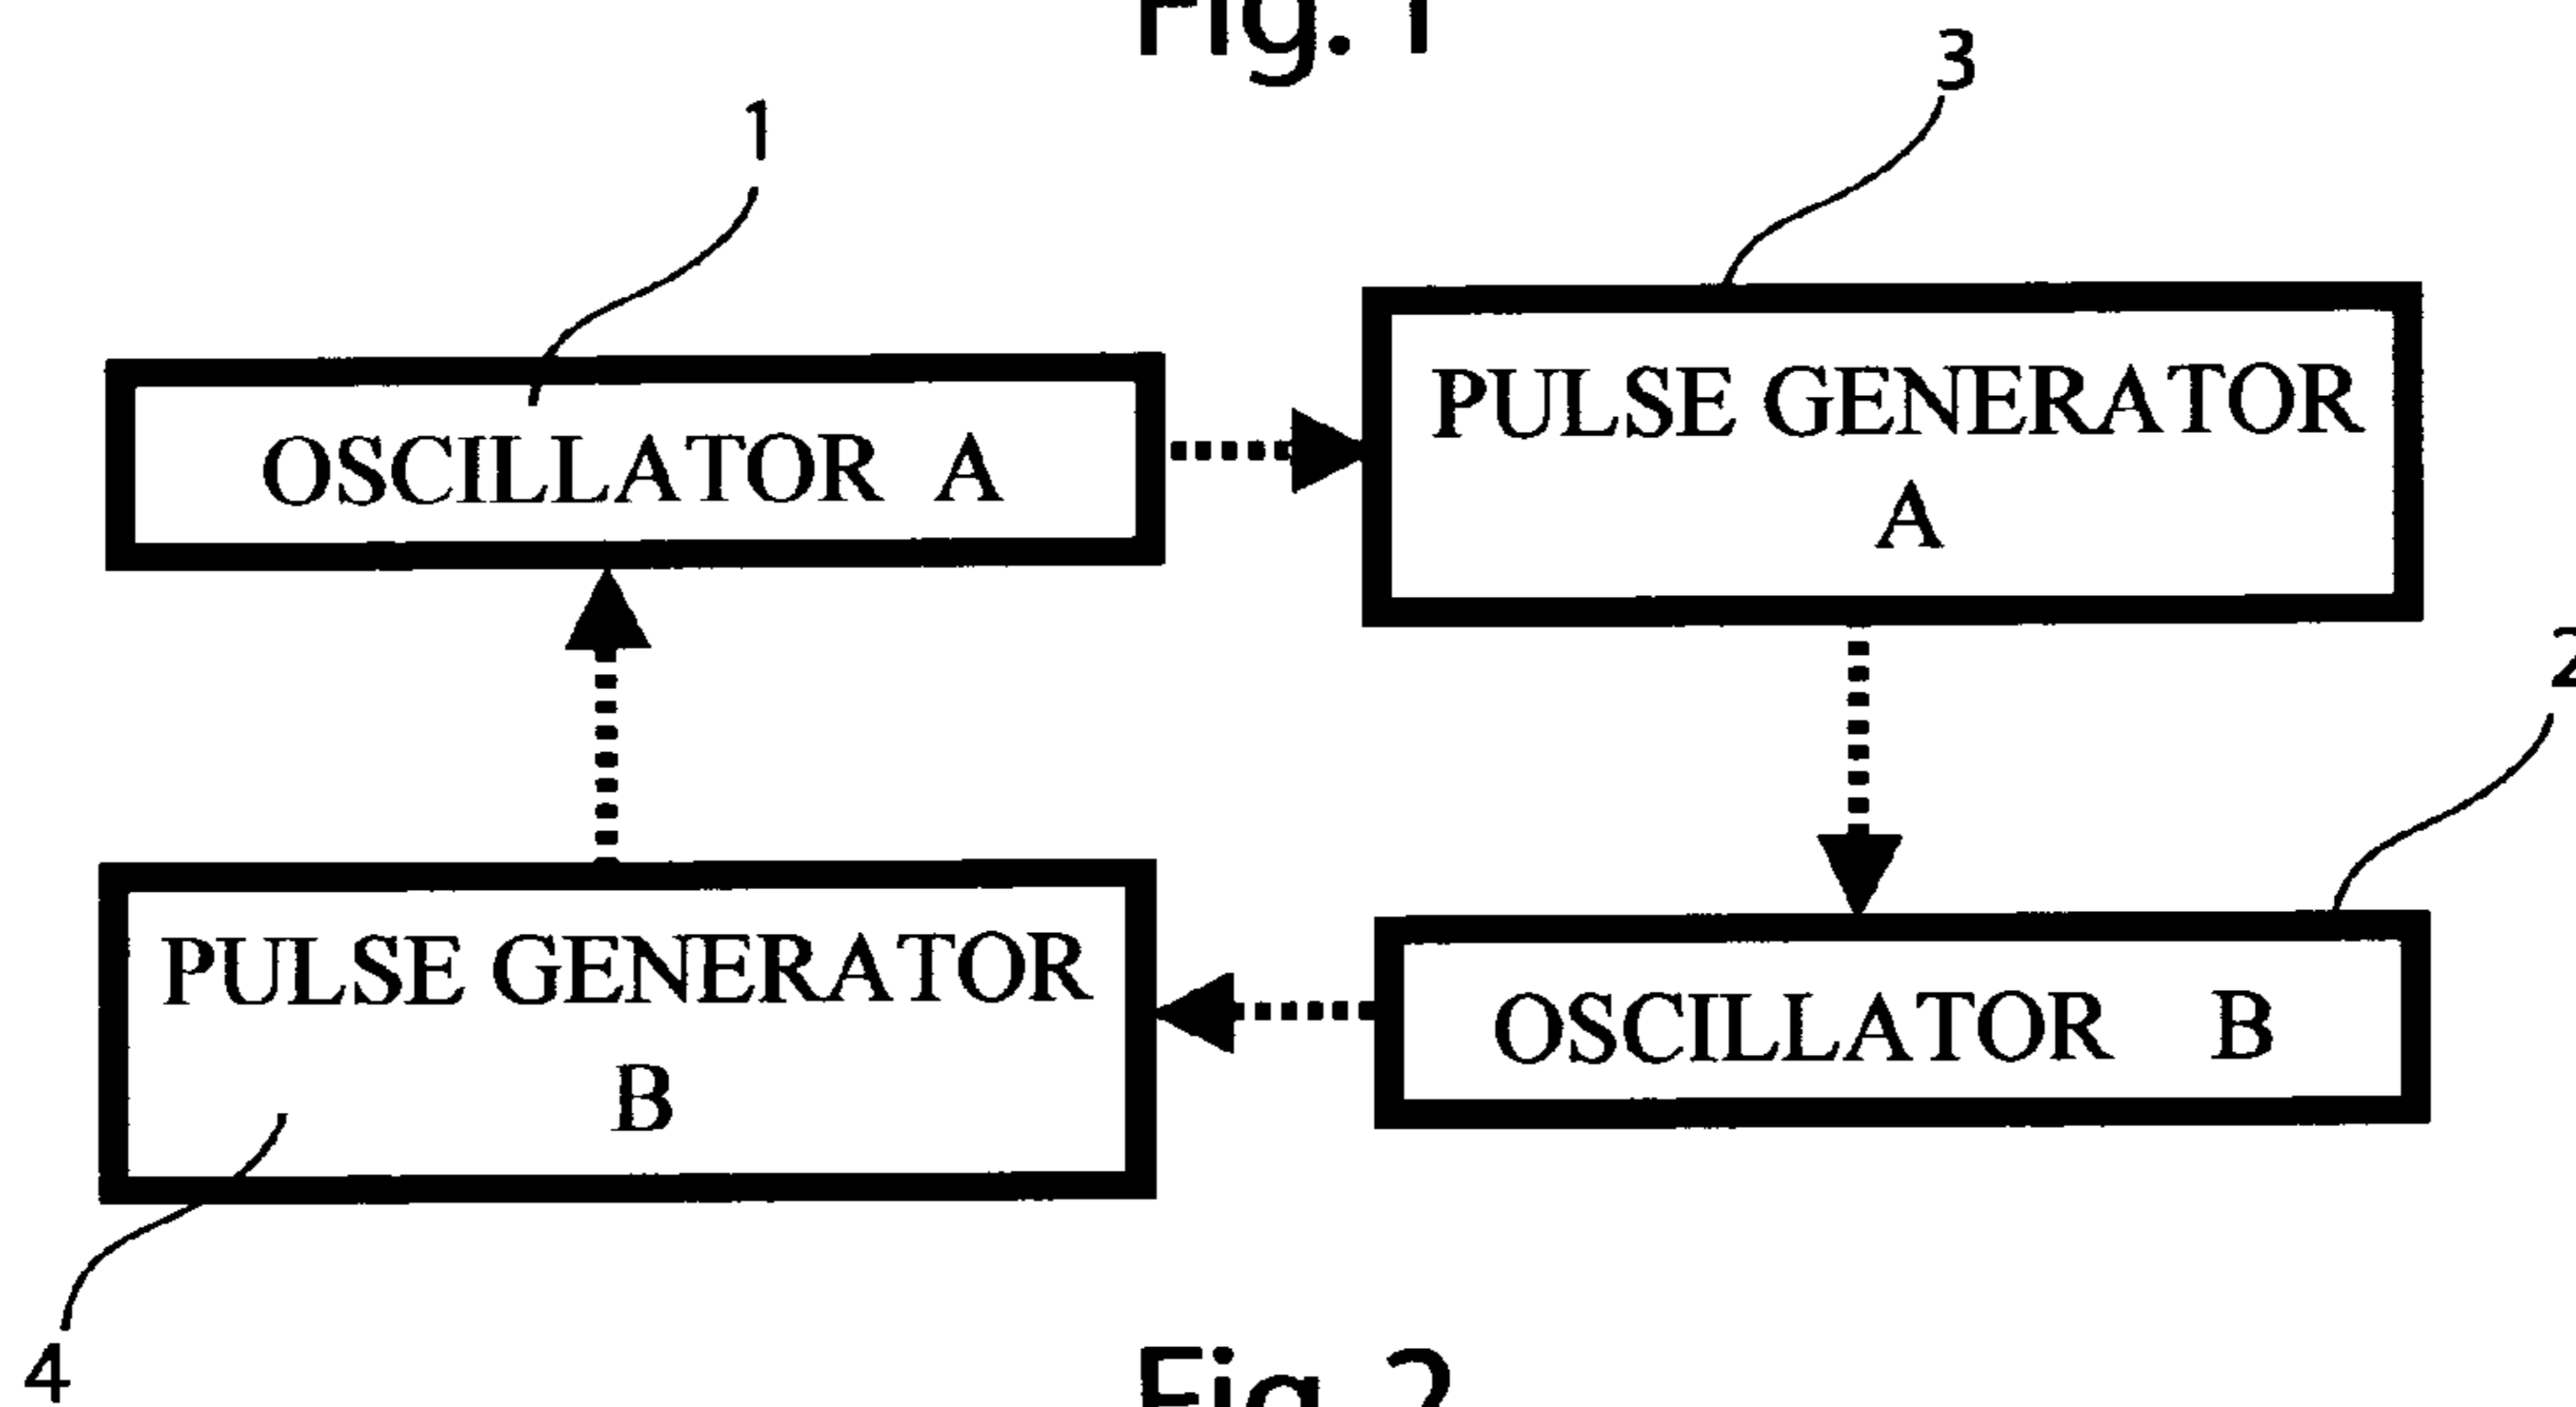 Fig. 1
3
1
PULSE GENERATOR
A
OSCILLATOR A
2
PULSE GENERATOR
B
OSCILLATOR B
4
Fig. 2